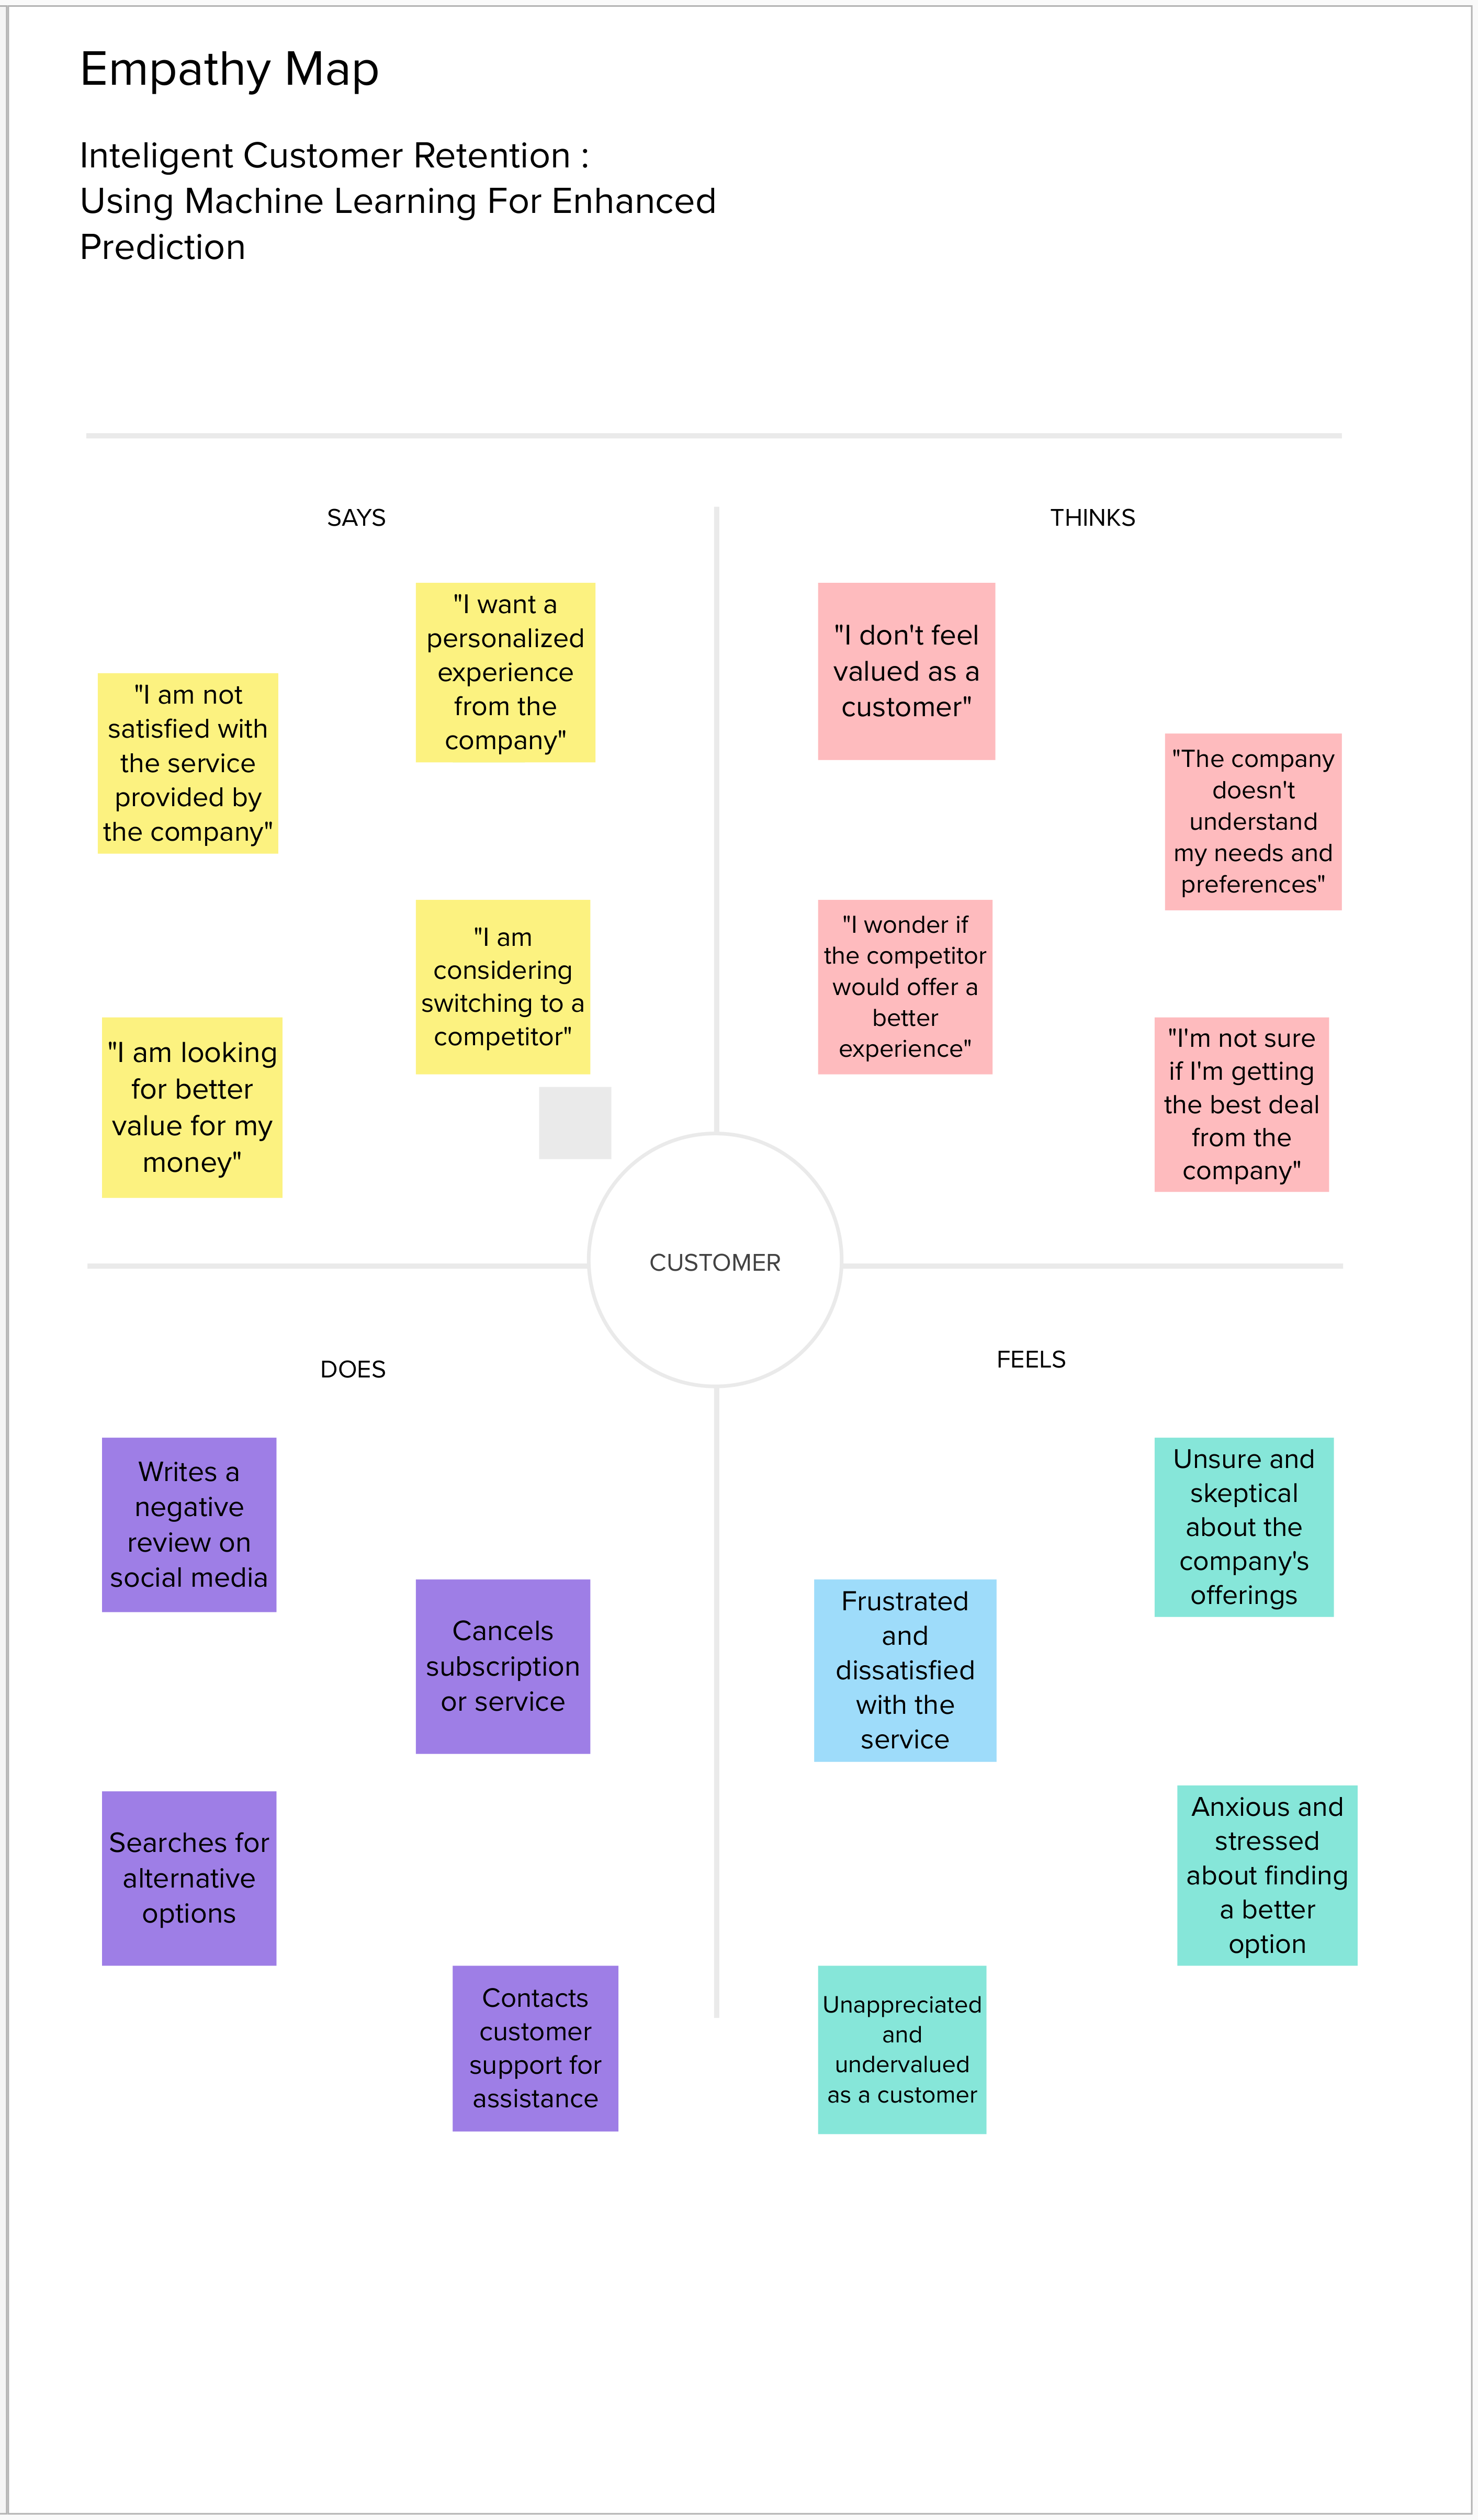 Empathy Map
Inteligent Customer Retention :
Using Machine Learning For Enhanced
Prediction
SAYS
"I want a
personalized
experience
from the
company"
"I am not
satisfied with
the service
provided by
the company"
"I am
considering
switching to a
competitor"
"I am looking
for better
value for my
money"
THINKS
"I don't feel
valued as a
customer"
"The company
doesn't
understand
my needs and
preferences"
"I wonder if
the competitor
would offer a
better
experience"
"I'm not sure
if I'm getting
the best deal
from the
company"
CUSTOMER
DOES
Writes a
negative
review on
social media
Cancels
subscription
or service
Searches for
alternative
options
Contacts
customer
support for
assistance
FEELS
Unsure and
skeptical
about the
company's
offerings
Frustrated
and
dissatisfied
with the
service
Anxious and
stressed
about finding
a better
option
Unappreciated
and
undervalued
as a customer